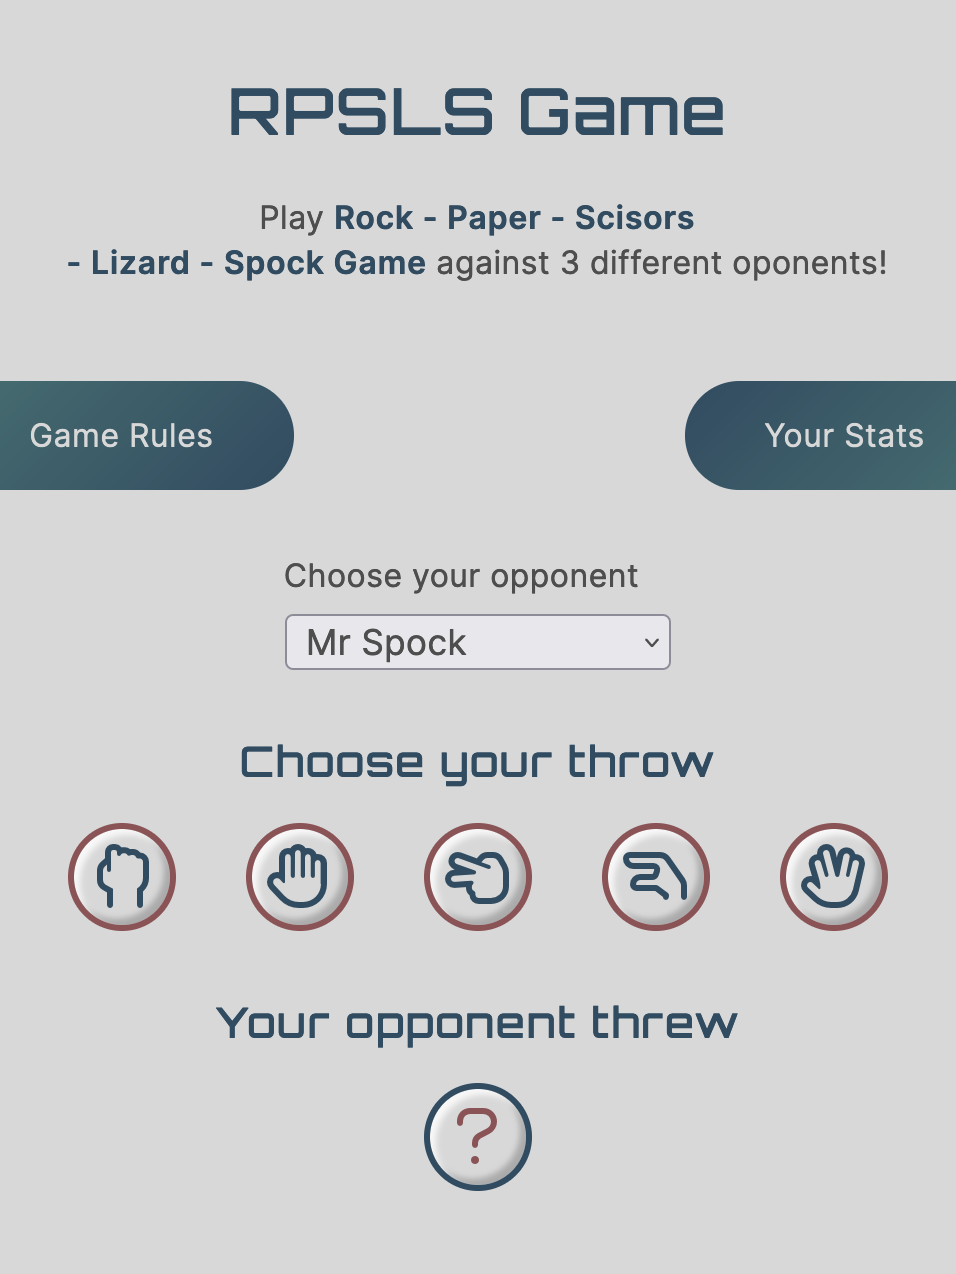 RPSLS Game
Play Rock - Paper - Scisors
- Lizard - Spock Game against 3 different oponents!
Game Rules
Your Stats
Choose your opponent
Mr Spock
Choose your throw
Your opponent threw
?